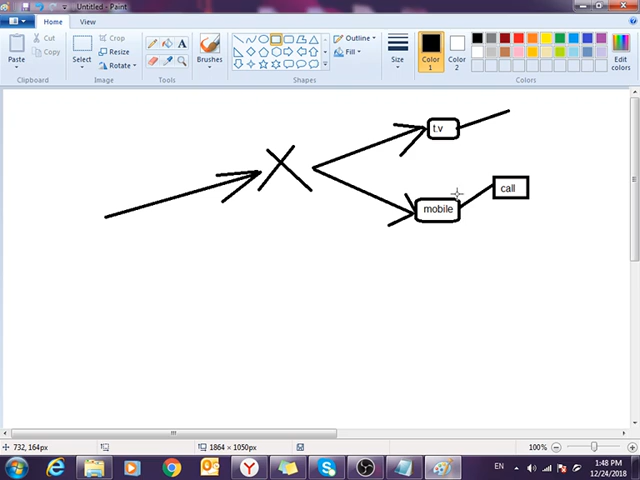 Untitled - Paint
Home
View
Paste
Cut
Copy
Clipboard
Select
Crop
Resize
Rotate
Image
Tools
Brushes
Shapes
Outline
Fill
Size
Color 1
Color 2
Colors
Edit colors
t.v
X
mobile
call
732, 164px
1864 × 1050px
100%
EN
1:48 PM
12/24/2018